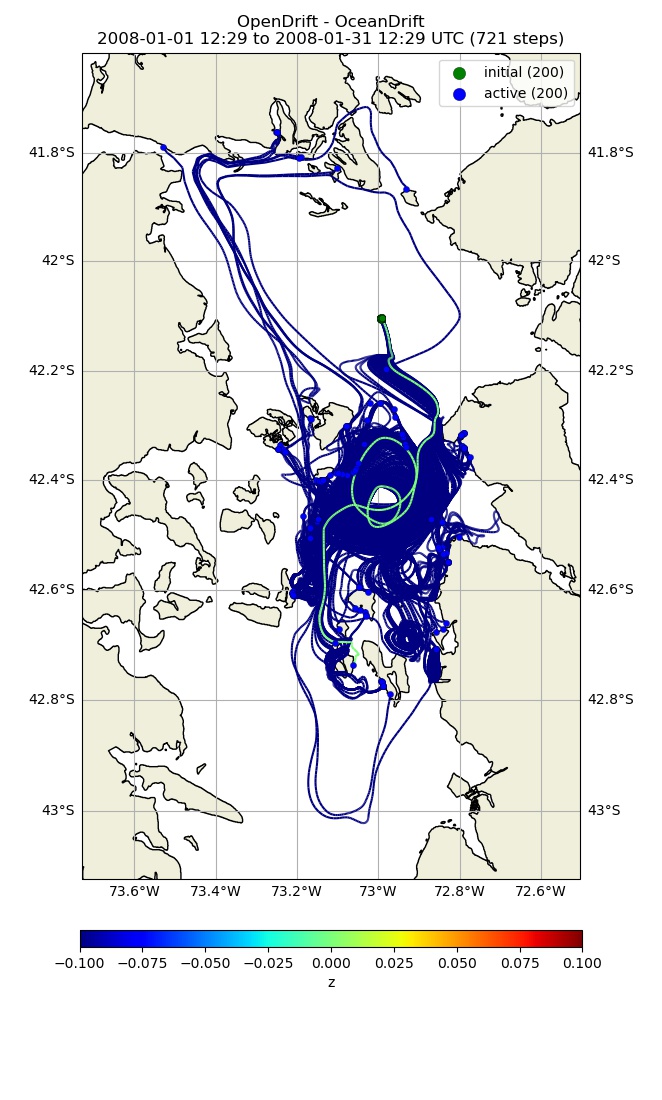 OpenDrift - OceanDrift
2008-01-01 12:29 to 2008-01-31 12:29 UTC (721 steps)
initial (200)
active (200)
41.8°S 41.8°S
42°S 42°S
42.2°S 42.2°S
42.4°S 42.4°S
42.6°S 42.6°S
42.8°S 42.8°S
43°S 43°S
73.6°W 73.4°W 73.2°W 73°W 72.8°W 72.6°W
−0.100 −0.075 −0.050 −0.025 0.000 0.025 0.050 0.075 0.100
z